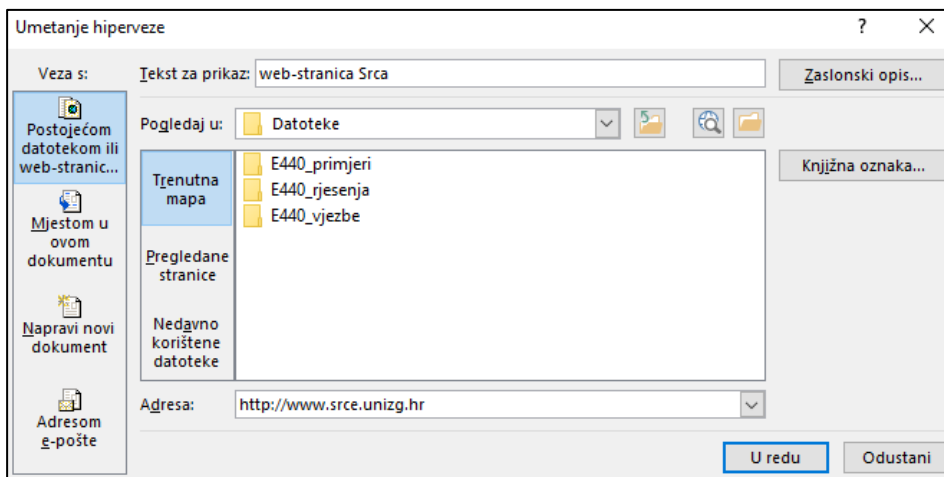 Umetanje hiperveze
?
Veza s:
Tekst za prikaz:
web-stranica Srca
Zaslonski opis...
Postojećom
datotekom ili
web-stranic...
Mjestom u
ovom
dokumentu
Napravi novi
dokument
Adresom
e-pošte
Pogledaj u:
Datoteke
Trenutna
mapa
Pregledane
stranice
Nedavno
korištene
datoteke
E440_primjeri
E440_rjesenja
E440_vjezbe
Knjižna oznaka...
Adresa:
http://www.srce.unizg.hr
U redu
Odustani